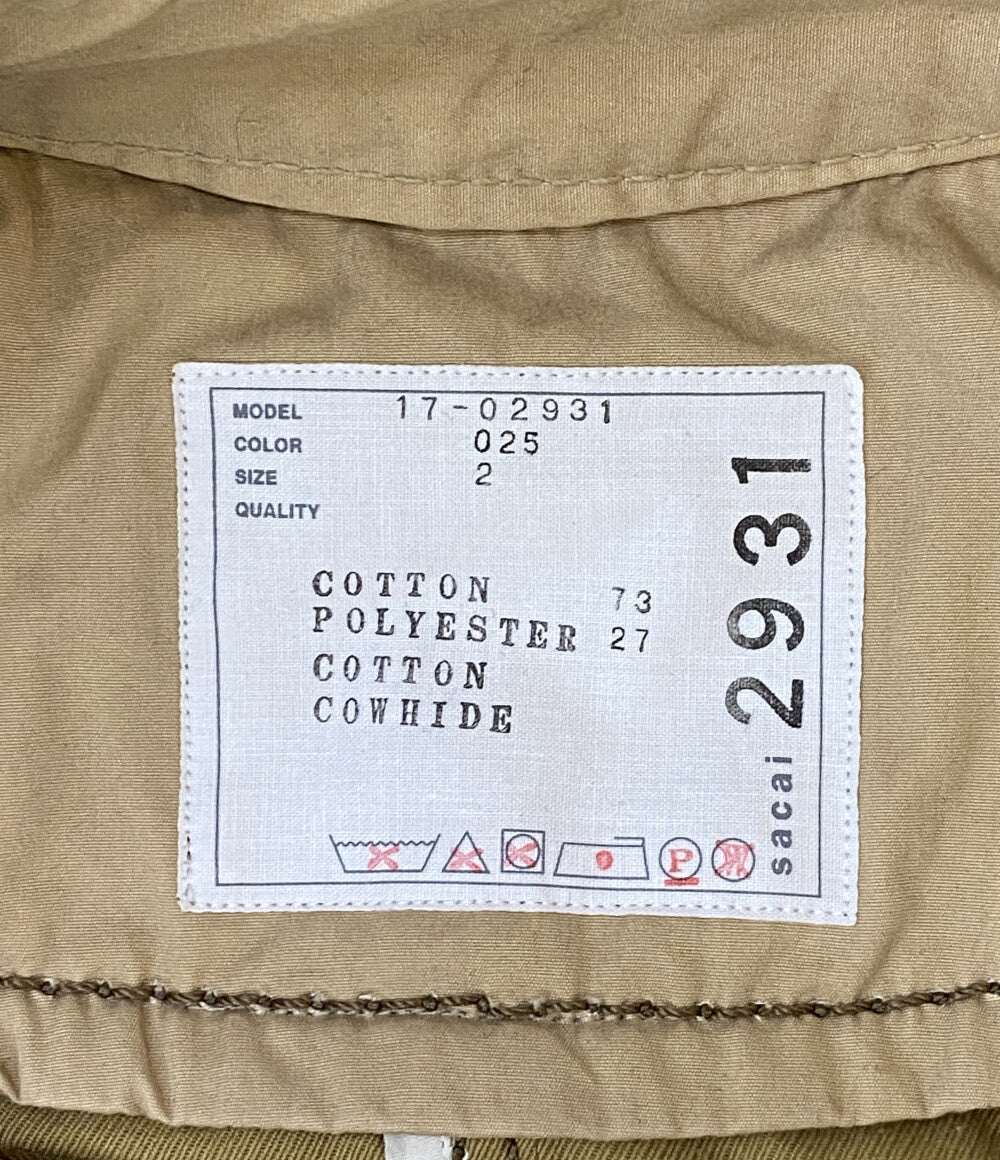 MODEL 17-02931
COLOR 025
SIZE 2
QUALITY
COTTON 73
POLYESTER 27
COTTON
COWHIDE
P
sacai 2931